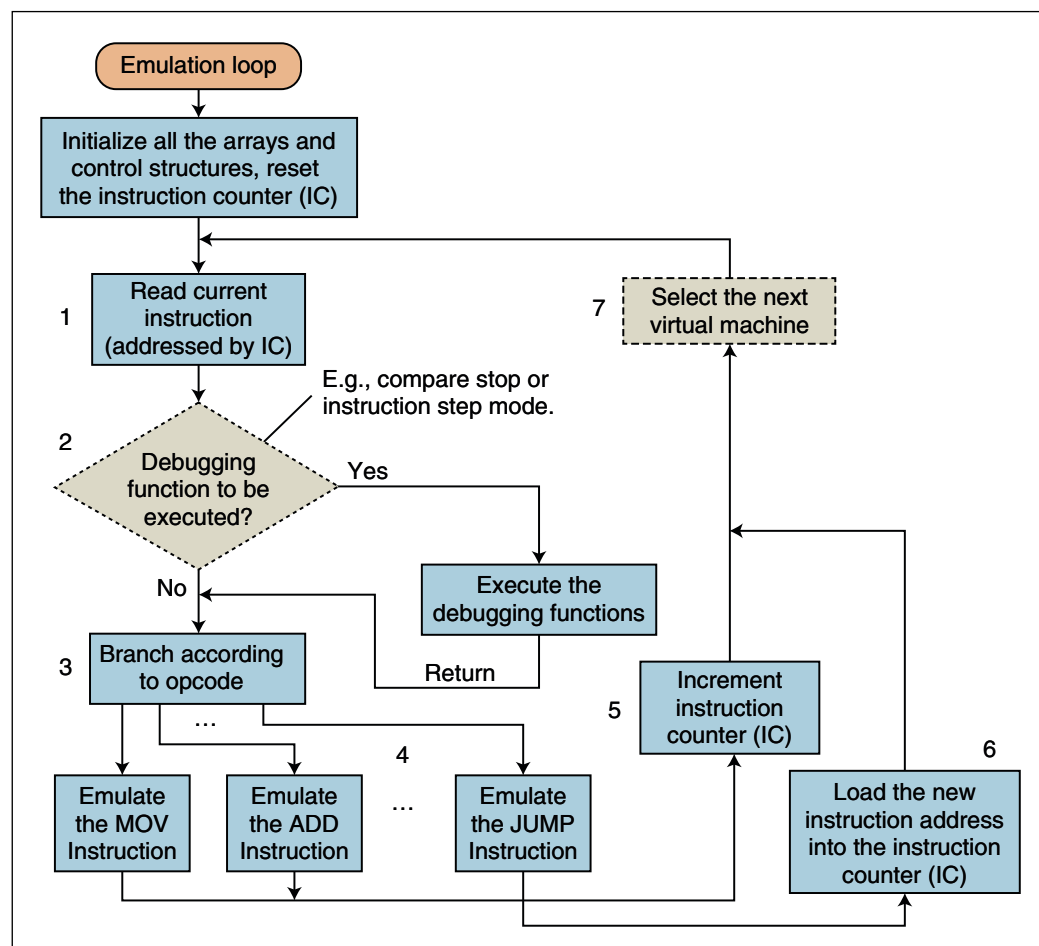 Emulation loop
Initialize all the arrays and
control structures, reset
the instruction counter (IC)
1
Read current
instruction
(addressed by IC)
7
Select the next
virtual machine
E.g., compare stop or
instruction step mode.
2
Debugging
function to be
executed?
Yes
No
Execute the
debugging functions
Return
3
Branch according
to opcode
...
4
5
Increment
instruction
counter (IC)
6
Emulate
the MOV
Instruction
Emulate
the ADD
Instruction
...
Emulate
the JUMP
Instruction
Load the new
instruction address
into the instruction
counter (IC)